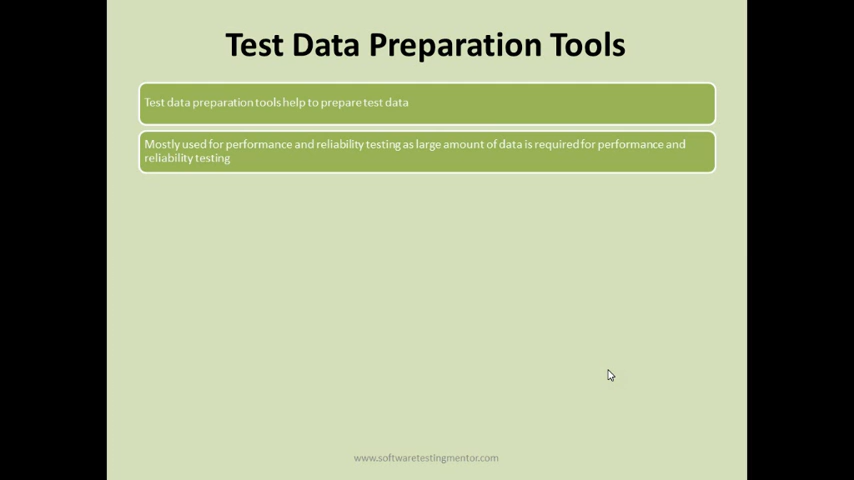 Test Data Preparation Tools
Test data preparation tools help to prepare test data
Mostly used for performance and reliability testing as large amount of data is required for performance and
reliability testing
www.softwaretestingmentor.com